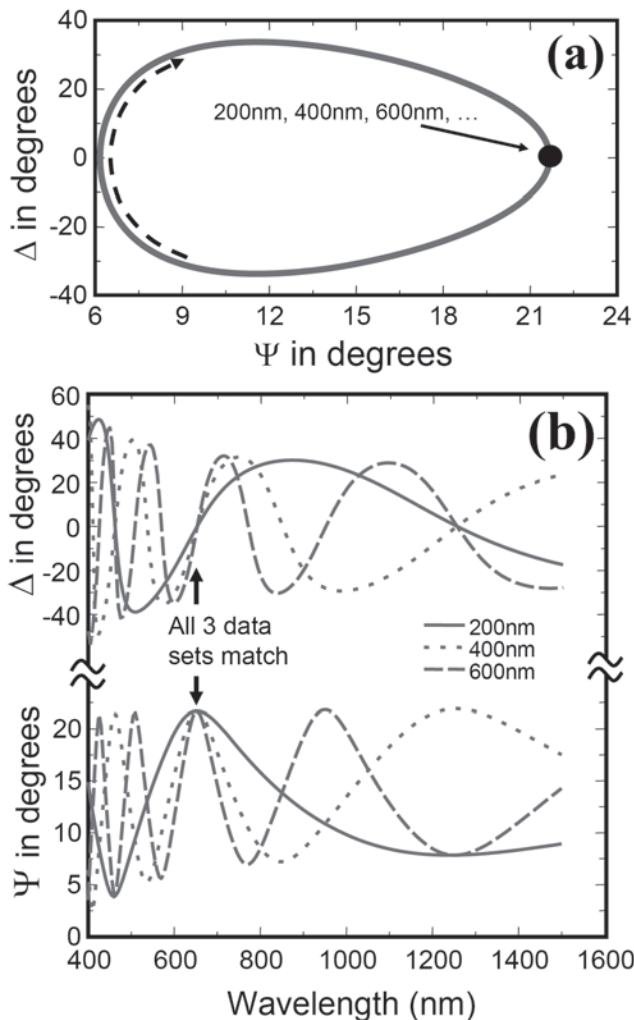 40
(a)
20
200nm, 400nm, 600nm, ...
0
-20
-40
Δ in degrees
6 9 12 15 18 21 24
Ψ in degrees
60
(b)
40
20
0
-20
-40
Δ in degrees
All 3 data
sets match
200nm
400nm
600nm
20
15
10
5
0
Ψ in degrees
400 600 800 1000 1200 1400 1600
Wavelength (nm)